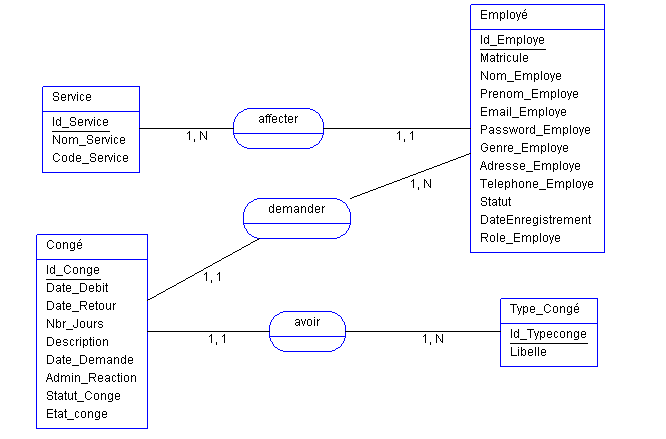 Employé
Id_Employe
Matricule
Nom_Employe
Prenom_Employe
Email_Employe
Password_Employe
Genre_Employe
Adresse_Employe
Telephone_Employe
Statut
DateEnregistrement
Role_Employe
Service
Id_Service
Nom_Service
Code_Service
1, N
affecter
1, 1
1, N
demander
1, 1
Congé
Id_Conge
Date_Debit
Date_Retour
Nbr_Jours
Description
Date_Demande
Admin_Reaction
Statut_Conge
Etat_conge
1, 1
avoir
1, N
Type_Congé
Id_Typeconge
Libelle